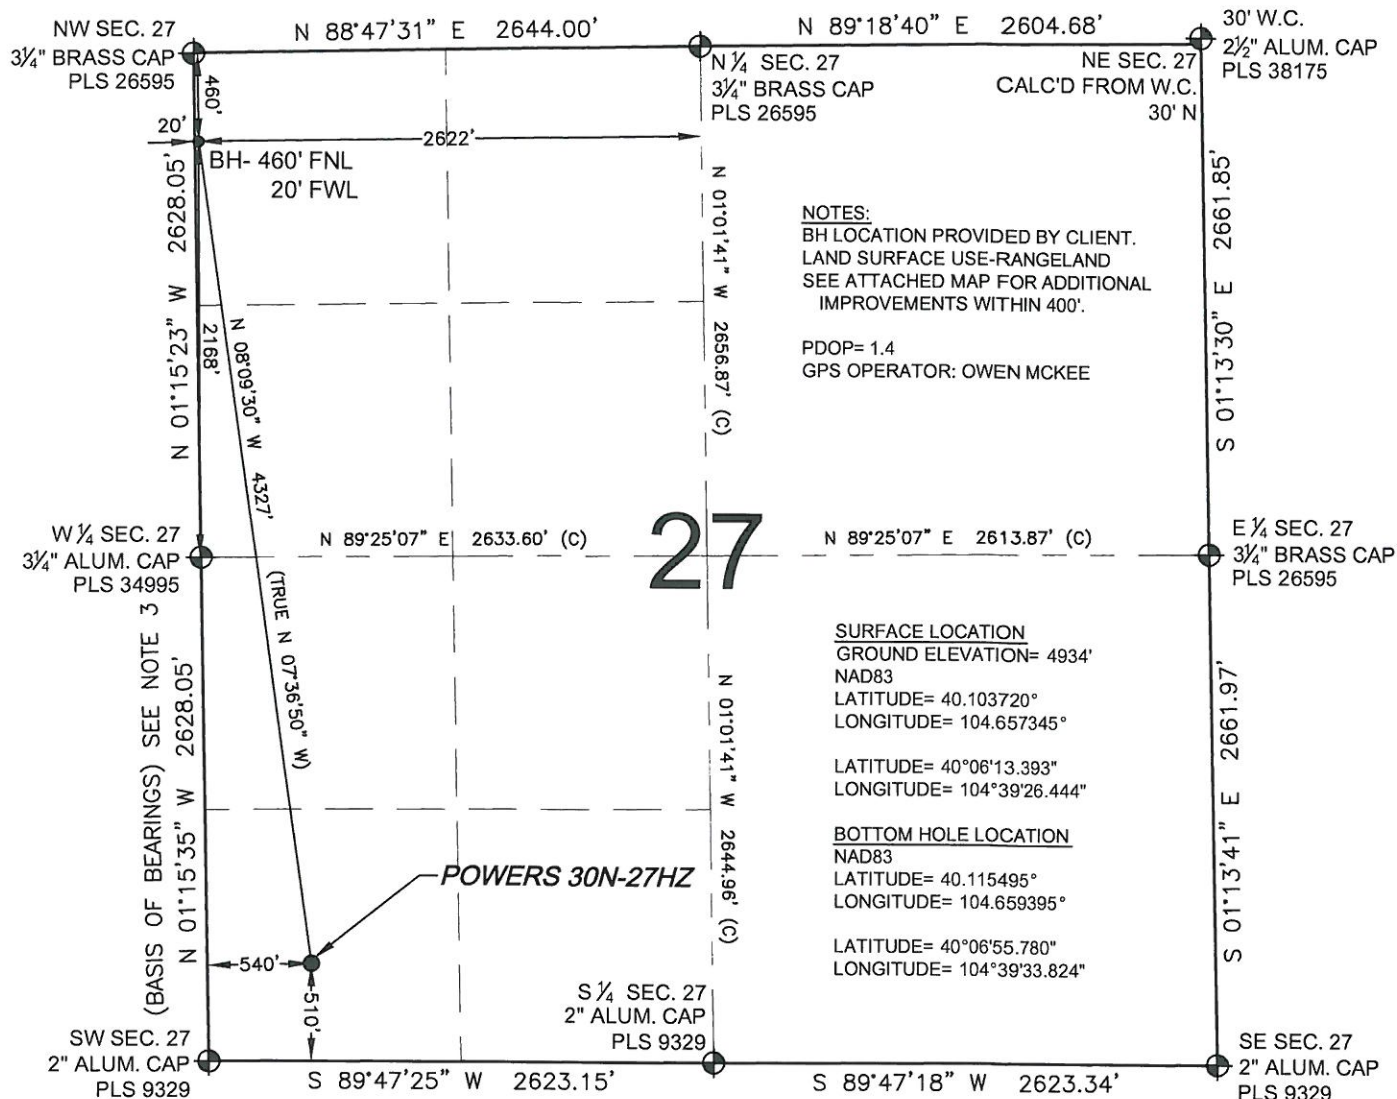 NW SEC. 27
3¼" BRASS CAP
PLS 26595
N 88°47'31" E 2644.00'
N 89°18'40" E 2604.68'
30' W.C.
2½" ALUM. CAP
PLS 38175
N ¼ SEC. 27
3¼" BRASS CAP
PLS 26595
NE SEC. 27
CALC'D FROM W.C.
30' N
460'
20'
2622'
BH- 460' FNL
20' FWL
N 01°15'23" W 2628.05'
2168'
N 08°09'30" W 4327'
(TRUE N 07°36'50" W)
N 01°01'41" W 2656.87' (C)
NOTES:
BH LOCATION PROVIDED BY CLIENT.
LAND SURFACE USE-RANGELAND
SEE ATTACHED MAP FOR ADDITIONAL
IMPROVEMENTS WITHIN 400'.
PDOP= 1.4
GPS OPERATOR: OWEN MCKEE
S 01°13'30" E 2661.85'
W ¼ SEC. 27
3¼" ALUM. CAP
PLS 34995
N 89°25'07" E 2633.60' (C)
27
N 89°25'07" E 2613.87' (C)
E ¼ SEC. 27
3¼" BRASS CAP
PLS 26595
(BASIS OF BEARINGS) SEE NOTE 3
N 01°15'35" W 2628.05'
N 01°01'41" W 2644.96' (C)
SURFACE LOCATION
GROUND ELEVATION= 4934'
NAD83
LATITUDE= 40.103720°
LONGITUDE= 104.657345°
LATITUDE= 40°06'13.393"
LONGITUDE= 104°39'26.444"
BOTTOM HOLE LOCATION
NAD83
LATITUDE= 40.115495°
LONGITUDE= 104.659395°
LATITUDE= 40°06'55.780"
LONGITUDE= 104°39'33.824"
S 01°13'41" E 2661.97'
POWERS 30N-27HZ
540'
510'
S ¼ SEC. 27
2" ALUM. CAP
PLS 9329
SW SEC. 27
2" ALUM. CAP
PLS 9329
S 89°47'25" W 2623.15'
S 89°47'18" W 2623.34'
SE SEC. 27
2" ALUM. CAP
PLS 9329